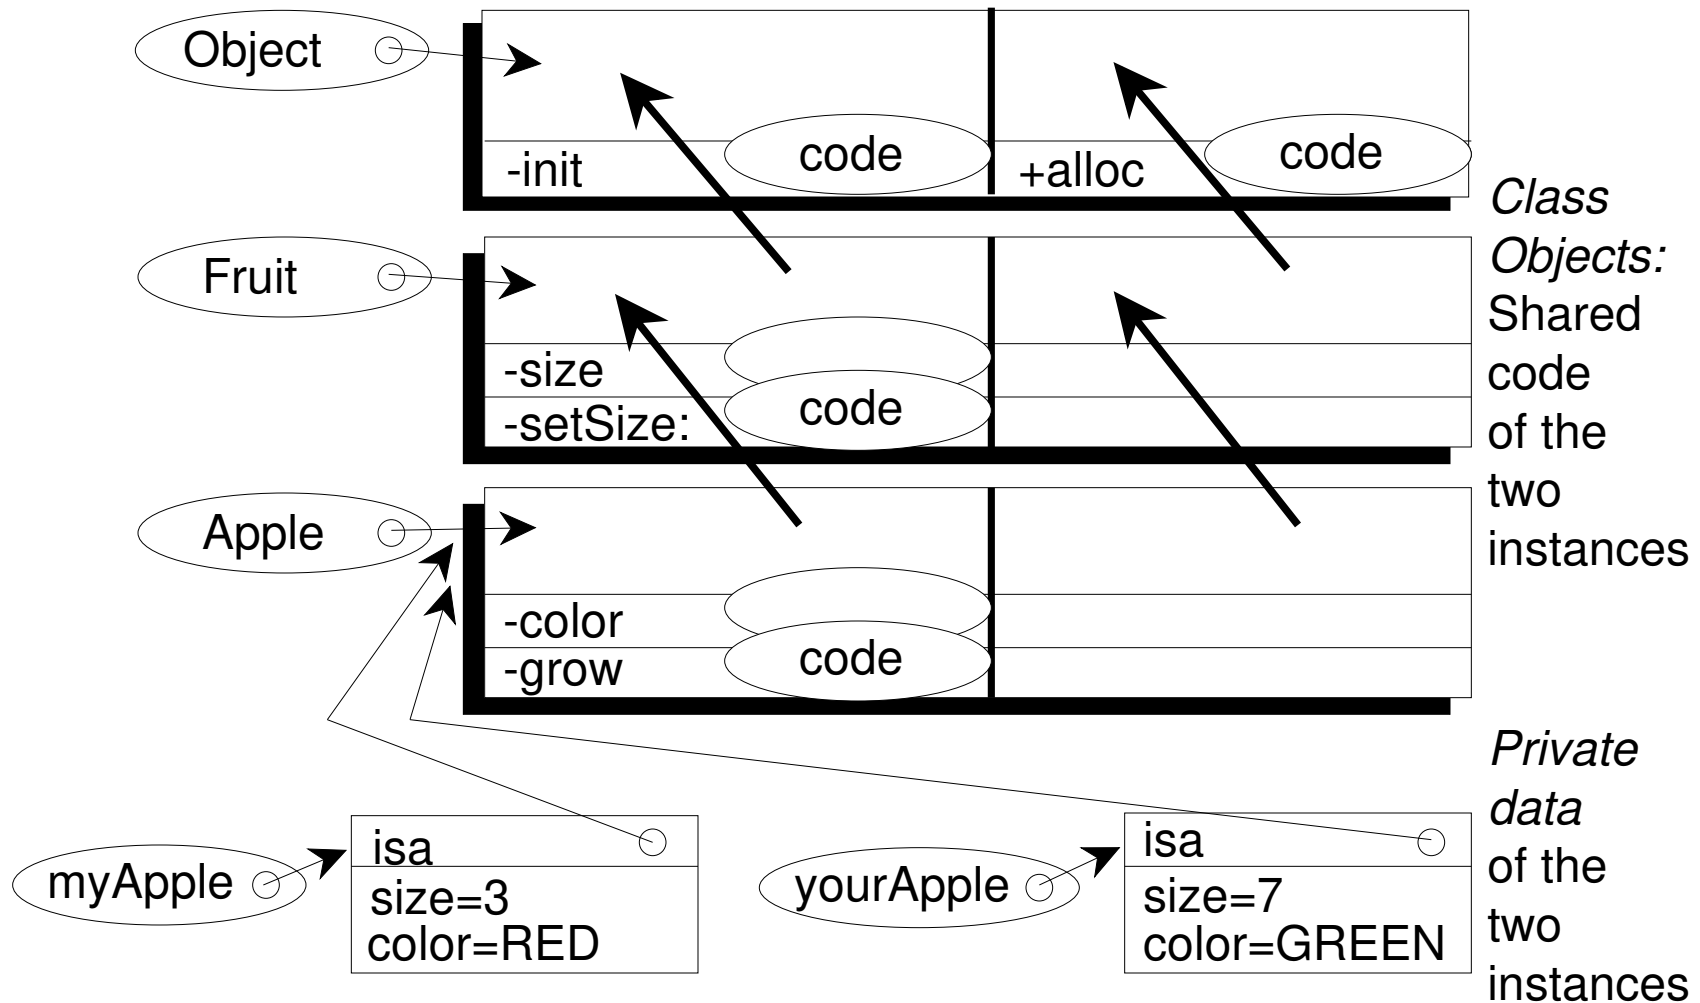 Object
code
code
-init
+alloc
Fruit
-size
code
-setSize:
Apple
-color
code
-grow
Class
Objects:
Shared
code
of the
two
instances
myApple
isa
size=3
color=RED
yourApple
isa
size=7
color=GREEN
Private
data
of the
two
instances